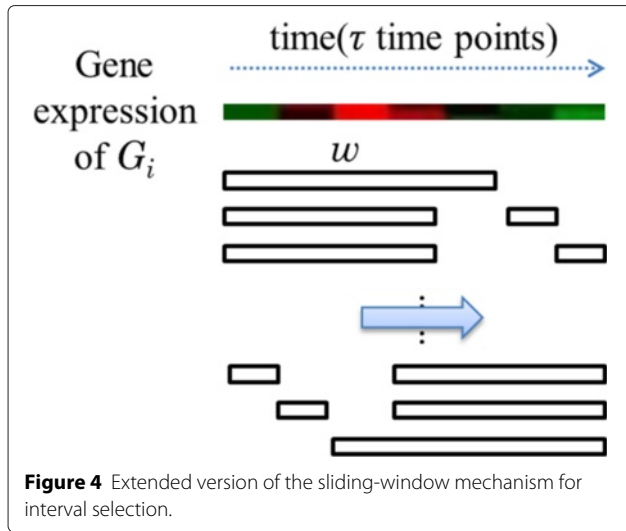 time(τ time points)
Gene
expression
of G_i
w
Figure 4 Extended version of the sliding-window mechanism for
interval selection.